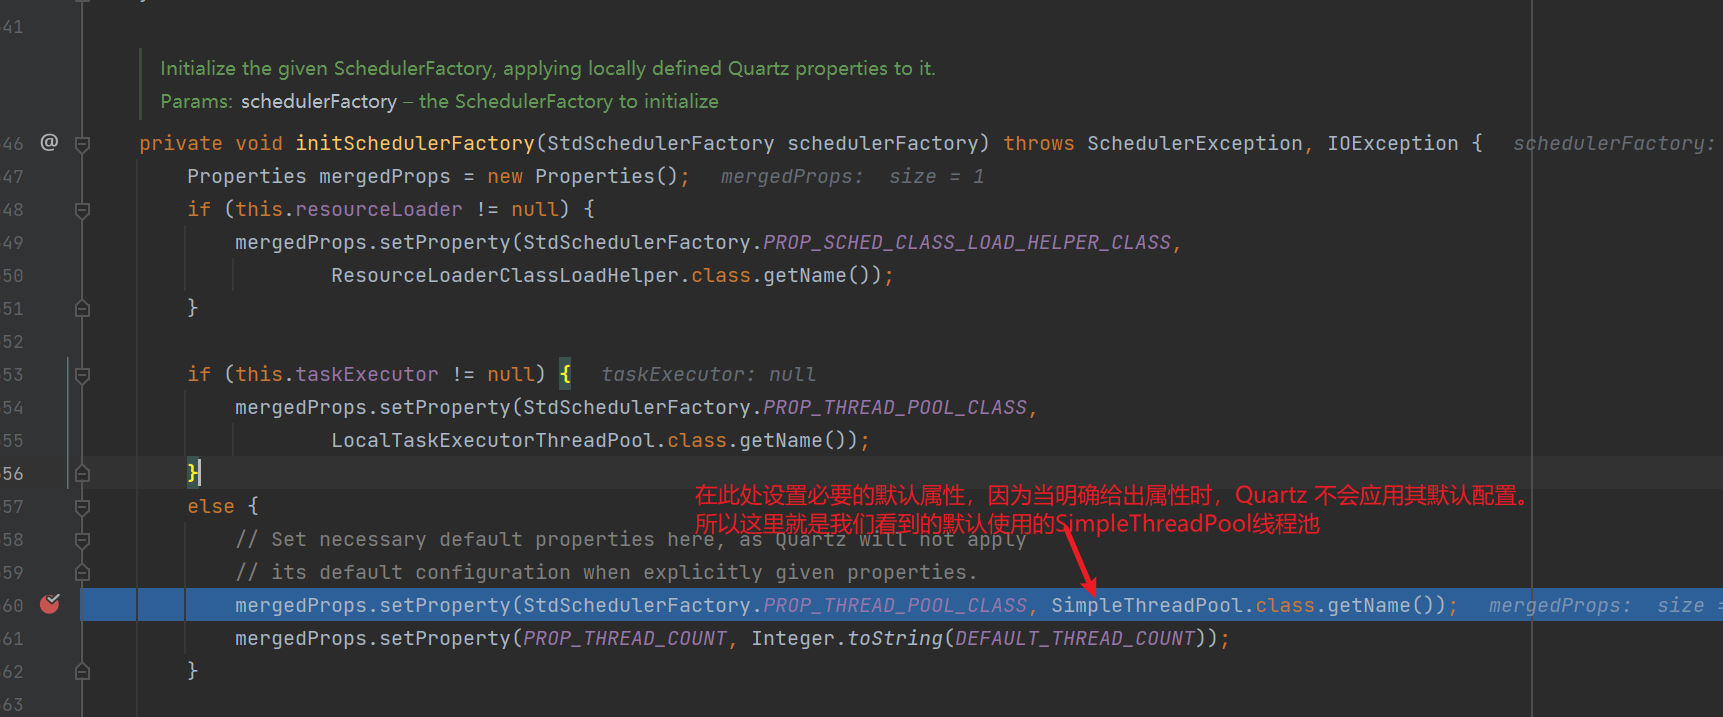 41
Initialize the given SchedulerFactory, applying locally defined Quartz properties to it.
Params: schedulerFactory – the SchedulerFactory to initialize
46 @ private void initSchedulerFactory(StdSchedulerFactory schedulerFactory) throws SchedulerException, IOException { schedulerFactory:
47 Properties mergedProps = new Properties(); mergedProps: size = 1
48 if (this.resourceLoader != null) {
49 mergedProps.setProperty(StdSchedulerFactory.PROP_SCHED_CLASS_LOAD_HELPER_CLASS,
50 ResourceLoaderClassLoadHelper.class.getName());
51 }
52
53 if (this.taskExecutor != null) { taskExecutor: null
54 mergedProps.setProperty(StdSchedulerFactory.PROP_THREAD_POOL_CLASS,
55 LocalTaskExecutorThreadPool.class.getName());
56 }
在此处设置必要的默认属性，因为当明确给出属性时，Quartz 不会应用其默认配置。
57 else {
所以这里就是我们看到的默认使用的SimpleThreadPool线程池
58 // Set necessary default properties here, as Quartz will not apply
59 // its default configuration when explicitly given properties.
60 mergedProps.setProperty(StdSchedulerFactory.PROP_THREAD_POOL_CLASS, SimpleThreadPool.class.getName()); mergedProps: size =
61 mergedProps.setProperty(PROP_THREAD_COUNT, Integer.toString(DEFAULT_THREAD_COUNT));
62 }
63